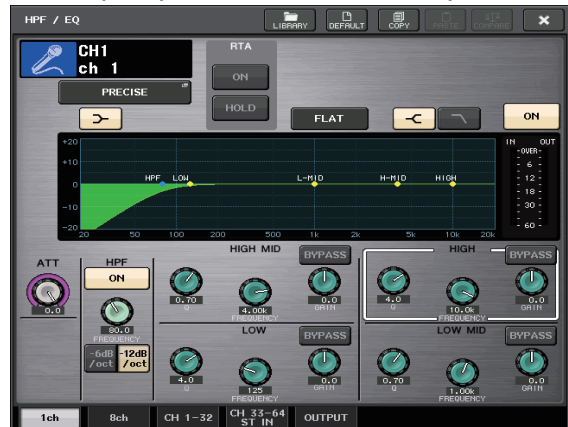 HPF / EQ
LIBRARY DEFAULT COPY PASTE COMPARE
CH1
ch 1
PRECISE
RTA
ON
HOLD
FLAT
ON
IN OUT
-OVER-
- 6 -
- 12 -
- 18 -
- 30 -
- 60 -
+20
+10
0
-10
-20
HPF LOW L-MID H-MID HIGH
20 50 100 200 500 1k 2k 5k 10k 20k
ATT
0.0
HPF
ON
80.0
FREQUENCY
-6dB /oct
-12dB /oct
HIGH MID
BYPASS
0.70
Q
4.00k
FREQUENCY
0.0
GAIN
HIGH
BYPASS
4.0
Q
10.0k
FREQUENCY
0.0
GAIN
LOW
BYPASS
4.0
Q
125
FREQUENCY
0.0
GAIN
LOW MID
BYPASS
0.70
Q
1.00k
FREQUENCY
0.0
GAIN
1ch 8ch CH 1-32 CH 33-64 ST IN OUTPUT